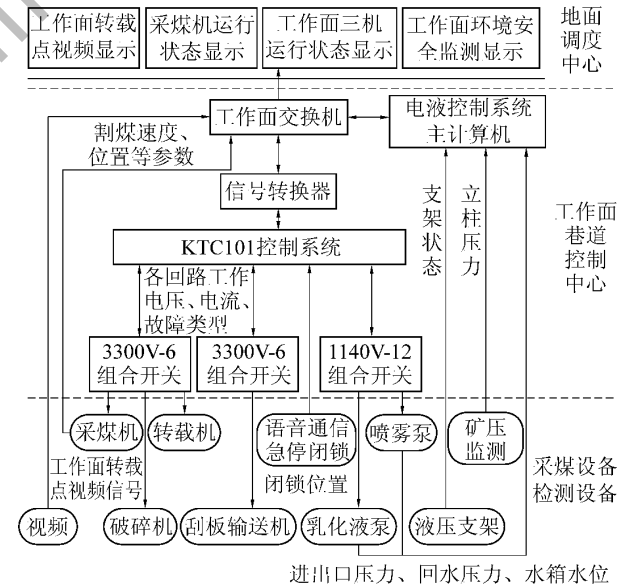 工作面转载
点视频显示
采煤机运行
状态显示
工作面三机
运行状态显示
工作面环境安
全监测显示
地面
调度
中心
工作面交换机
电液控制系统
主计算机
割煤速度、
位置等参数
信号转换器
支架状态
立柱压力
工作面
巷道
控制
中心
KTC101控制系统
各回路工作
电压、电流、
故障类型
3300V-6
组合开关
3300V-6
组合开关
1140V-12
组合开关
采煤机
转载机
语音通信
急停闭锁
喷雾泵
矿压
监测
采煤设备
检测设备
工作面转载
点视频信号
闭锁位置
视频
破碎机
刮板输送机
乳化液泵
液压支架
进出口压力、回水压力、水箱水位